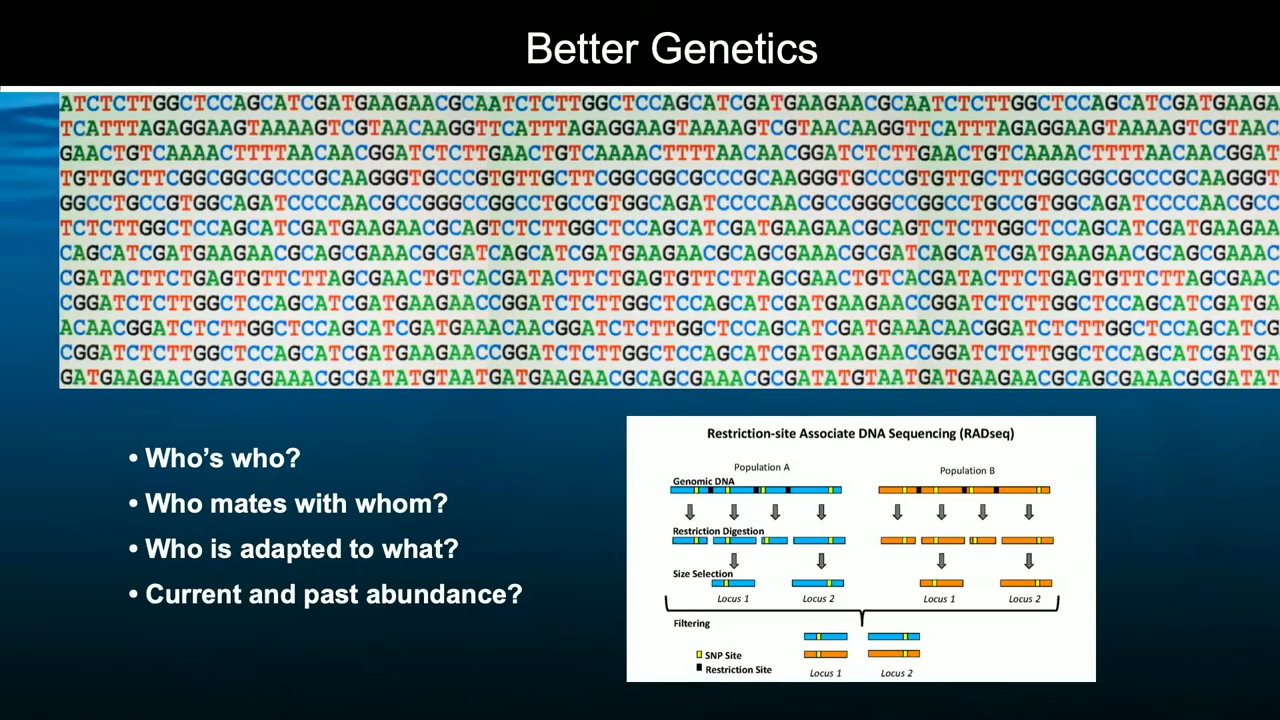 Better Genetics
ATCTCTTGGCTCCAGCATCGATGAAGAACGCAATCTCTTGGCTCCAGCATCGATGAAGAACGCAATCTCTTGGCTCCAGCATCGATGAAGA
TCATTTAGAGGAAGTAAAAGTCGTAACAAGGTTCATTTAGAGGAAGTAAAAGTCGTAACAAGGTTCATTTAGAGGAAGTAAAAGTCGTAAC
GAACTGTCAAAACTTTTAACAACGGATCTCTTGAACTGTCAAAACTTTTAACAACGGATCTCTTGAACTGTCAAAACTTTTAACAACGGAT
TGTTGCTTCGGCGGCGCCCGCAAGGGTGCCCGTGTTGCTTCGGCGGCGCCCGCAAGGGTGCCCGTGTTGCTTCGGCGGCGCCCGCAAGGGT
GGCCTGCCGTGGCAGATCCCCAACGCCGGGCCGGCCTGCCGTGGCAGATCCCCAACGCCGGGCCGGCCTGCCGTGGCAGATCCCCAACGCC
TCTCTTGGCTCCAGCATCGATGAAGAACGCAGTCTCTTGGCTCCAGCATCGATGAAGAACGCAGTCTCTTGGCTCCAGCATCGATGAAGAA
CAGCATCGATGAAGAACGCAGCGAAACGCGATCAGCATCGATGAAGAACGCAGCGAAACGCGATCAGCATCGATGAAGAACGCAGCGAAAC
CGATACTTCTGAGTGTTCTTAGCGAACTGTCACGATACTTCTGAGTGTTCTTAGCGAACTGTCACGATACTTCTGAGTGTTCTTAGCGAAC
CGGATCTCTTGGCTCCAGCATCGATGAAGAACCGGATCTCTTGGCTCCAGCATCGATGAAGAACCGGATCTCTTGGCTCCAGCATCGATGA
ACAACGGATCTCTTGGCTCCAGCATCGATGAAACAACGGATCTCTTGGCTCCAGCATCGATGAAACAACGGATCTCTTGGCTCCAGCATCG
CGGATCTCTTGGCTCCAGCATCGATGAAGAACCGGATCTCTTGGCTCCAGCATCGATGAAGAACCGGATCTCTTGGCTCCAGCATCGATGA
GATGAAGAACGCAGCGAAACGCGATATGTAATGATGAAGAACGCAGCGAAACGCGATATGTAATGATGAAGAACGCAGCGAAACGCGATAT
• Who's who?
• Who mates with whom?
• Who is adapted to what?
• Current and past abundance?
Restriction-site Associate DNA Sequencing (RADseq)
Population A
Population B
Genomic DNA
Restriction Digestion
Size Selection
Locus 1
Locus 2
Locus 1
Locus 2
Filtering
SNP Site
Restriction Site
Locus 1
Locus 2